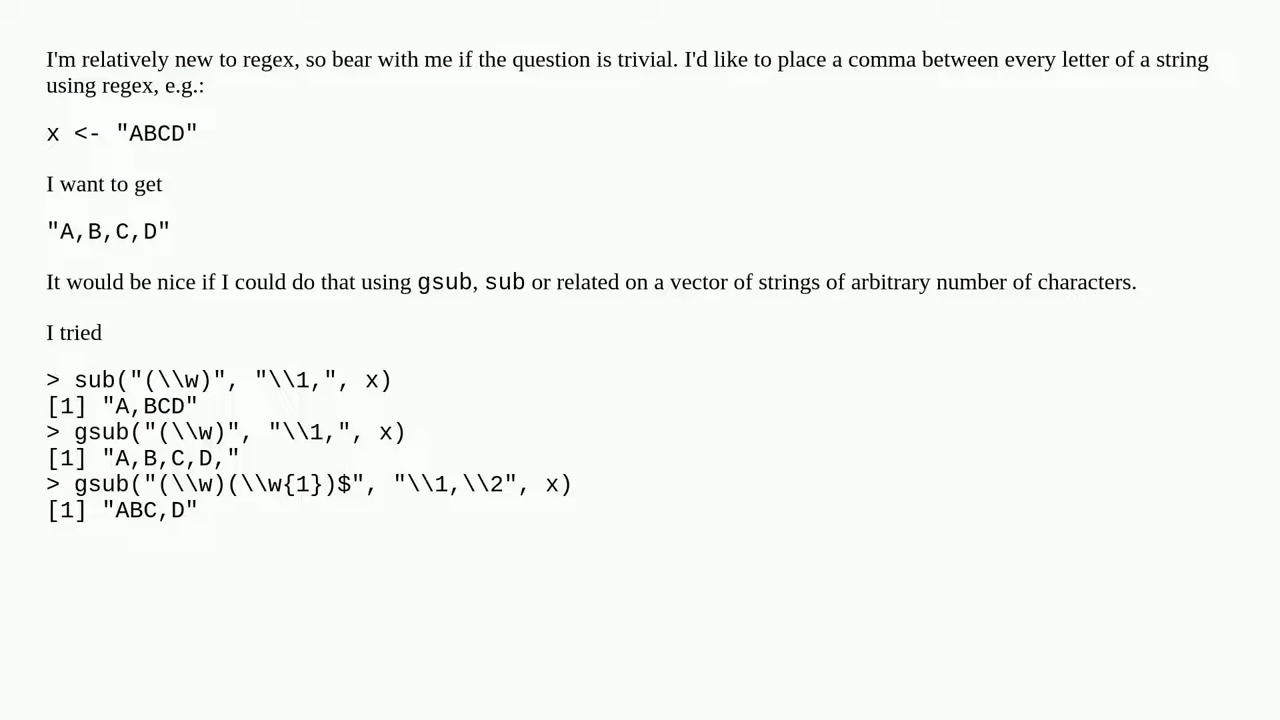 I'm relatively new to regex, so bear with me if the question is trivial. I'd like to place a comma between every letter of a string
using regex, e.g.:
x <- "ABCD"
I want to get
"A,B,C,D"
It would be nice if I could do that using gsub, sub or related on a vector of strings of arbitrary number of characters.
I tried
> sub("(\\w)", "\\1,", x)
[1] "A,BCD"
> gsub("(\\w)", "\\1,", x)
[1] "A,B,C,D,"
> gsub("(\\w)(\\w{1})$", "\\1,\\2", x)
[1] "ABC,D"